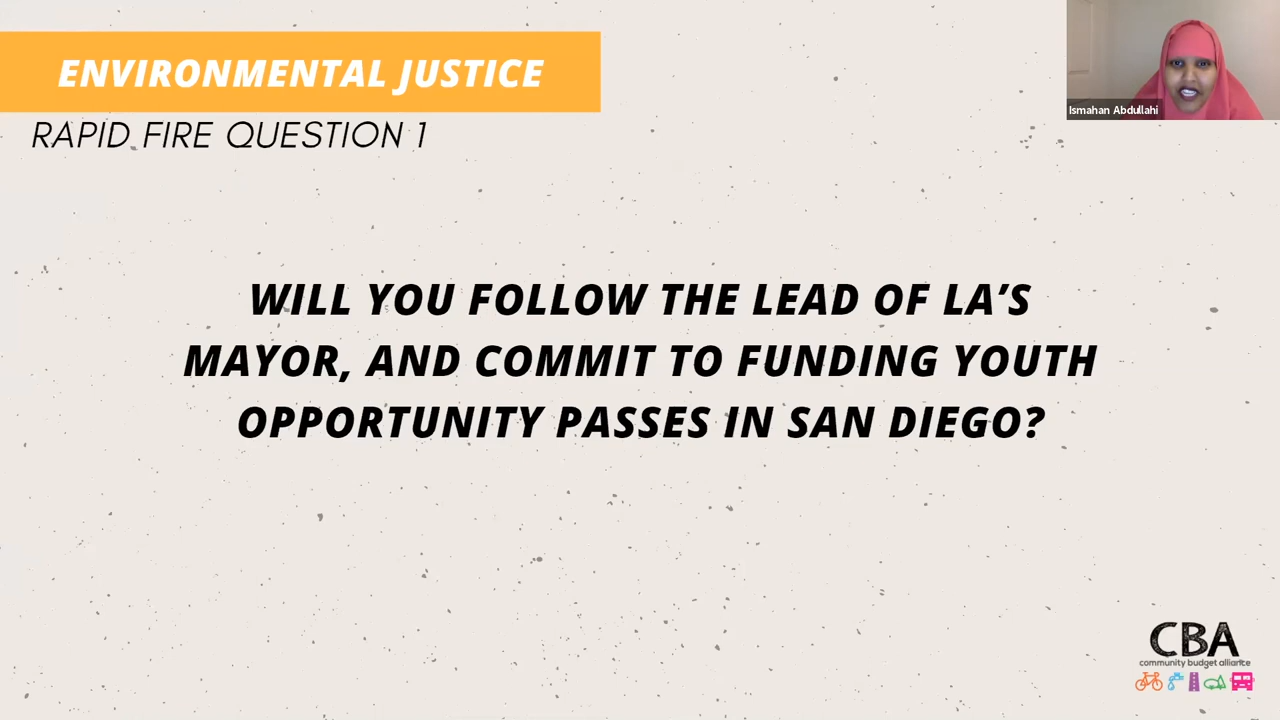 ENVIRONMENTAL JUSTICE
RAPID FIRE QUESTION 1
Ismahan Abdullahi
WILL YOU FOLLOW THE LEAD OF LA'S
MAYOR, AND COMMIT TO FUNDING YOUTH
OPPORTUNITY PASSES IN SAN DIEGO?
CBA
community budget alliance